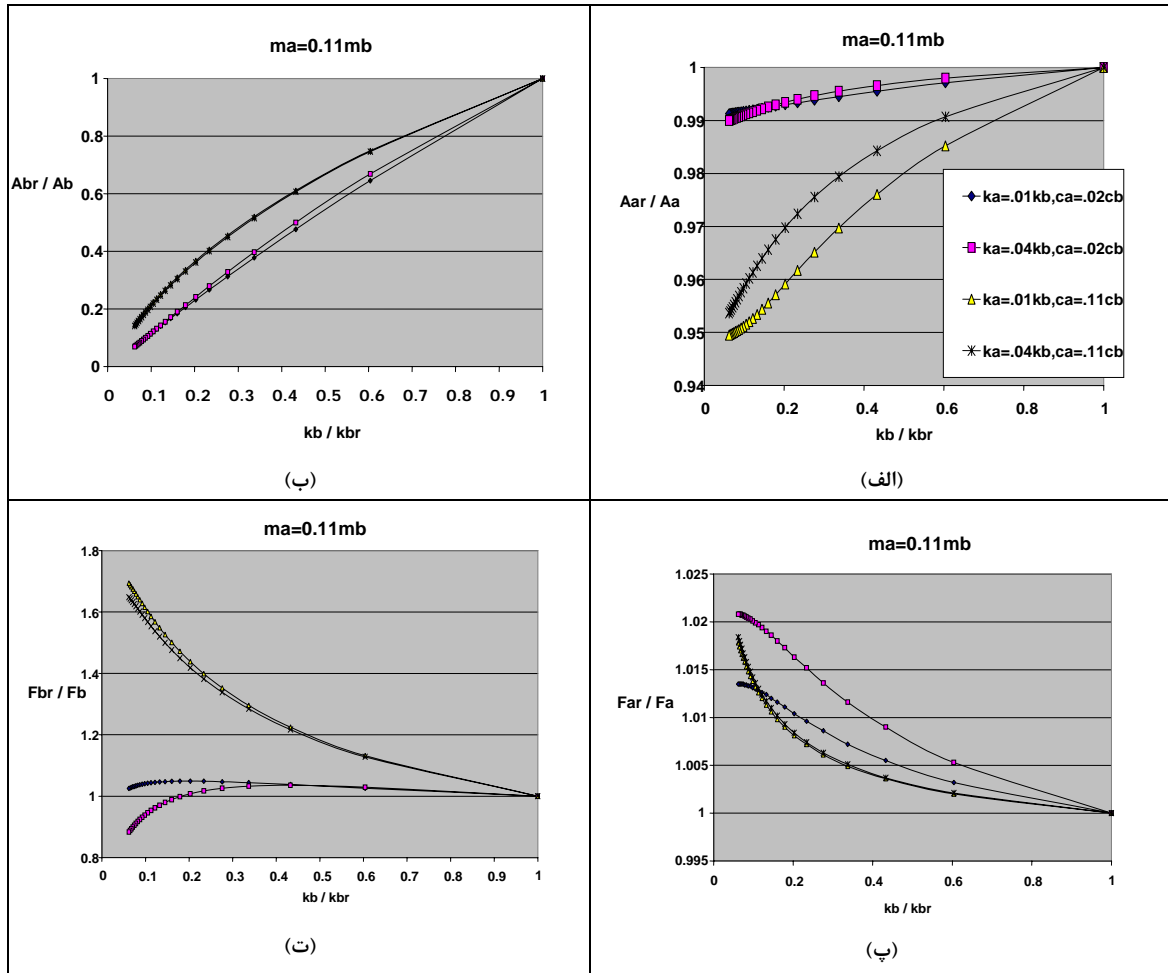 ma=0.11mb
1
0.99
0.98
0.97
0.96
0.95
0.94
Aar / Aa
0 0.2 0.4 0.6 0.8 1
kb / kbr
ka=.01kb,ca=.02cb
ka=.04kb,ca=.02cb
ka=.01kb,ca=.11cb
ka=.04kb,ca=.11cb
(الف)
ma=0.11mb
1
0.8
0.6
0.4
0.2
0
Abr / Ab
0 0.1 0.2 0.3 0.4 0.5 0.6 0.7 0.8 0.9 1
kb / kbr
(ب)
ma=0.11mb
1.025
1.02
1.015
1.01
1.005
1
0.995
Far / Fa
0 0.2 0.4 0.6 0.8 1
kb / kbr
(پ)
ma=0.11mb
1.8
1.6
1.4
1.2
1
0.8
Fbr / Fb
0 0.1 0.2 0.3 0.4 0.5 0.6 0.7 0.8 0.9 1
kb / kbr
(ت)